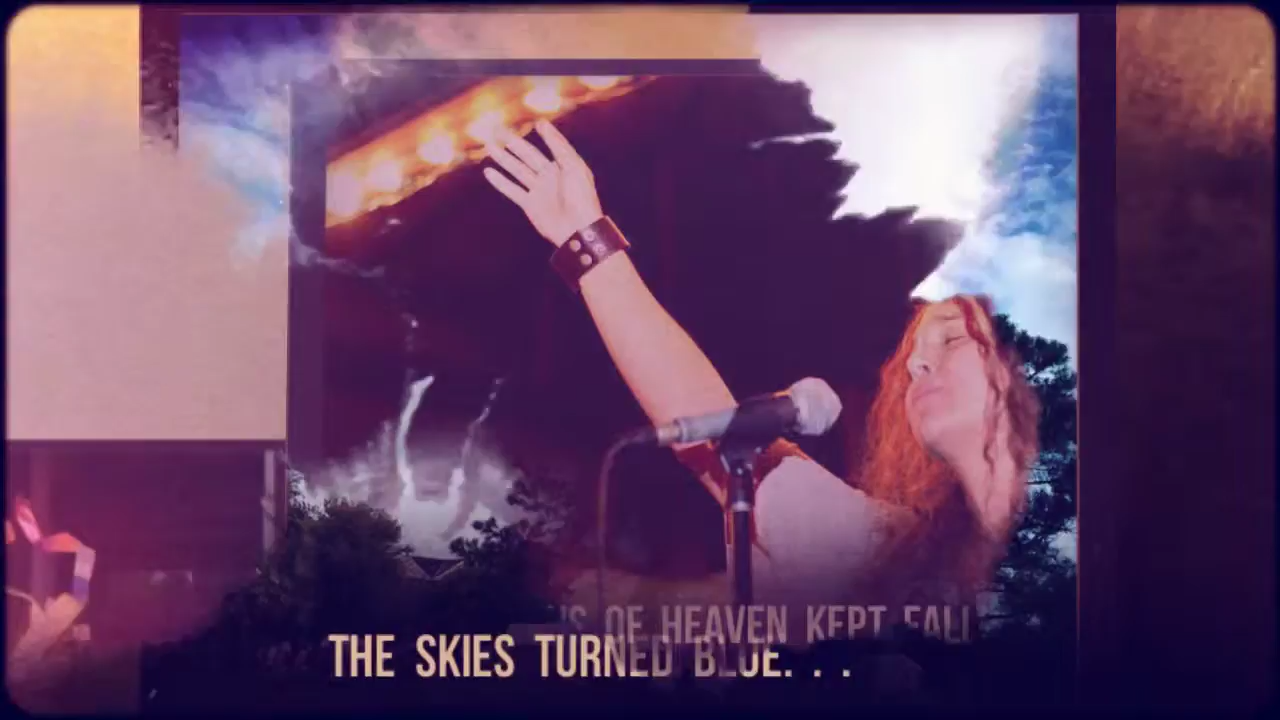 OF HEAVEN KEPT
THE SKIES TURNED BLUE. . .